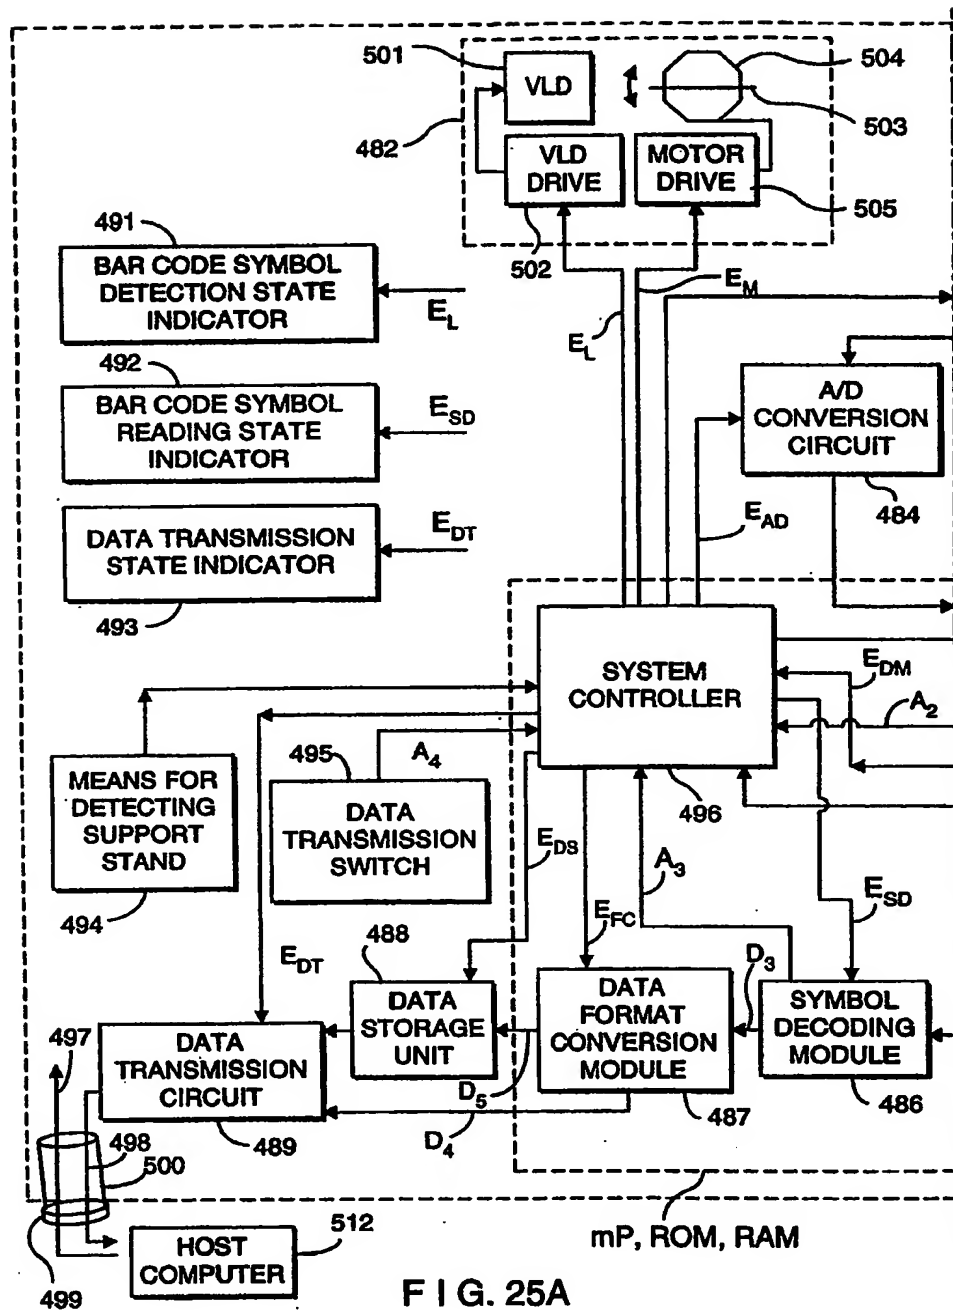 501
VLD
504
503
482
VLD
DRIVE
MOTOR
DRIVE
505
502
491
BAR CODE SYMBOL
DETECTION STATE
INDICATOR
E_L
E_M
E_L
492
BAR CODE SYMBOL
READING STATE
INDICATOR
E_SD
A/D
CONVERSION
CIRCUIT
484
E_AD
DATA TRANSMISSION
STATE INDICATOR
E_DT
493
SYSTEM
CONTROLLER
496
E_DM
A_2
MEANS FOR
DETECTING
SUPPORT
STAND
494
495
A_4
DATA
TRANSMISSION
SWITCH
E_DS
A_3
E_FC
E_SD
E_DT
488
DATA
STORAGE
UNIT
DATA
FORMAT
CONVERSION
MODULE
487
D_3
SYMBOL
DECODING
MODULE
486
497
DATA
TRANSMISSION
CIRCUIT
489
D_5
D_4
498
500
499
HOST
COMPUTER
512
mP, ROM, RAM
FIG. 25A